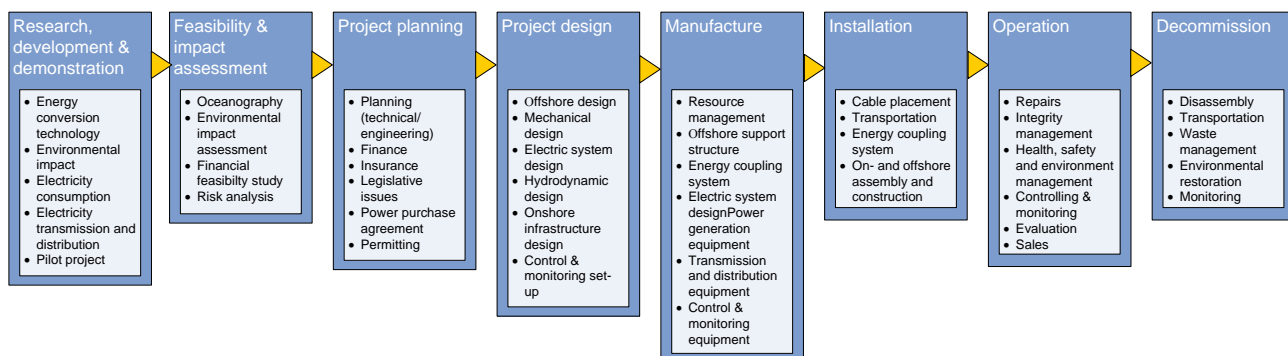 Research,
development &
demonstration
• Energy
conversion
technology
• Environmental
impact
• Electricity
consumption
• Electricity
transmission and
distribution
• Pilot project
Feasibility &
impact
assessment
• Oceanography
• Environmental
impact
assessment
• Financial
feasibilty study
• Risk analysis
Project planning
• Planning
(technical/
engineering)
• Finance
• Insurance
• Legislative
issues
• Power purchase
agreement
• Permitting
Project design
• Offshore design
• Mechanical
design
• Electric system
design
• Hydrodynamic
design
• Onshore
infrastructure
design
• Control &
monitoring set-
up
Manufacture
• Resource
management
• Offshore support
structure
• Energy coupling
system
• Electric system
designPower
generation
equipment
• Transmission
and distribution
equipment
• Control &
monitoring
equipment
Installation
• Cable placement
• Transportation
• Energy coupling
system
• On- and offshore
assembly and
construction
Operation
• Repairs
• Integrity
management
• Health, safety
and environment
management
• Controlling &
monitoring
• Evaluation
• Sales
Decommission
• Disassembly
• Transportation
• Waste
management
• Environmental
restoration
• Monitoring